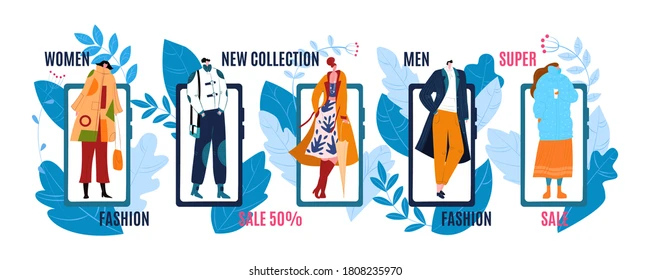 WOMEN
NEW COLLECTION
MEN
SUPER
FASHION
SALE 50%
FASHION
SALE
shutterstock.com · 1808235970